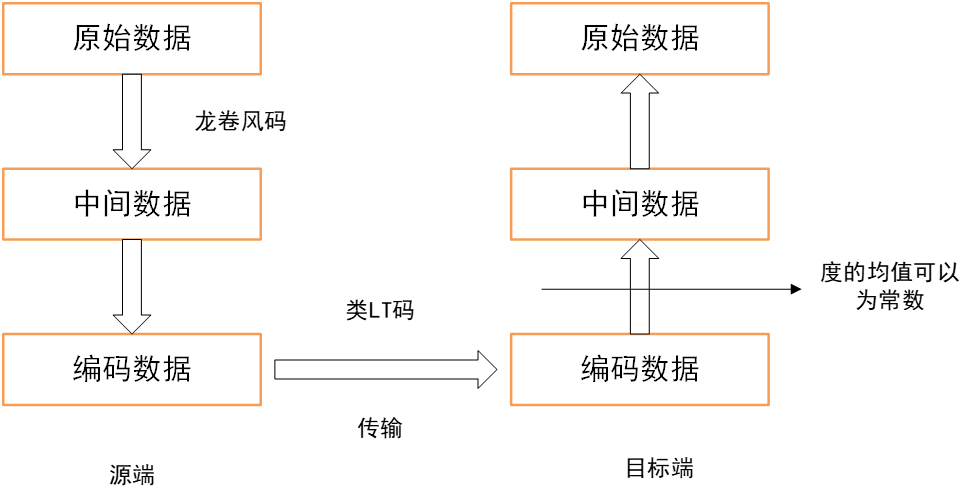 原始数据
原始数据
龙卷风码
中间数据
中间数据
度的均值可以
为常数
类LT码
编码数据
编码数据
传输
源端
目标端